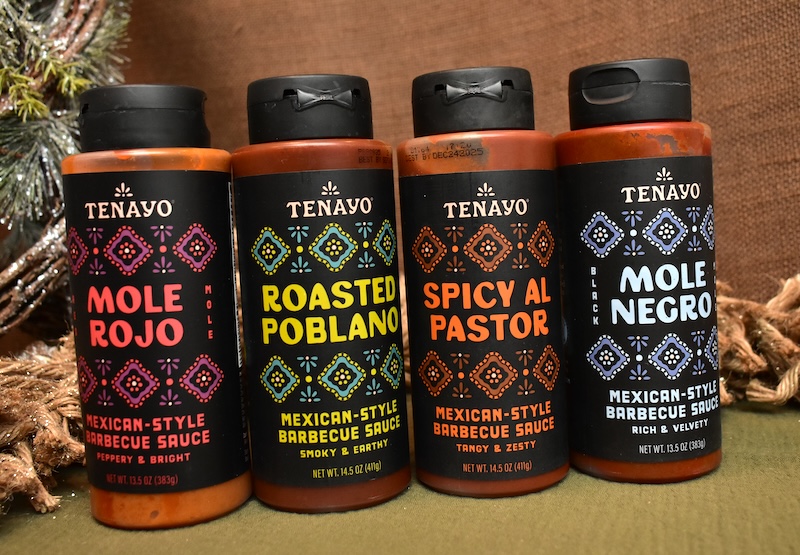 TENAYO
MOLE
ROJO
MOLE
MEXICAN-STYLE
BARBECUE SAUCE
PEPPERY & BRIGHT
NET WT. 13.5 OZ (383g)
TENAYO
ROASTED
POBLANO
MEXICAN-STYLE
BARBECUE SAUCE
SMOKY & EARTHY
NET WT. 14.5 OZ (411g)
BEST BY DEC242025
TENAYO
SPICY AL
PASTOR
MEXICAN-STYLE
BARBECUE SAUCE
TANGY & ZESTY
NET WT. 14.5 OZ (411g)
TENAYO
BLACK
MOLE
NEGRO
MEXICAN-STYLE
BARBECUE SAUCE
RICH & VELVETY
NET WT. 13.5 OZ (383g)